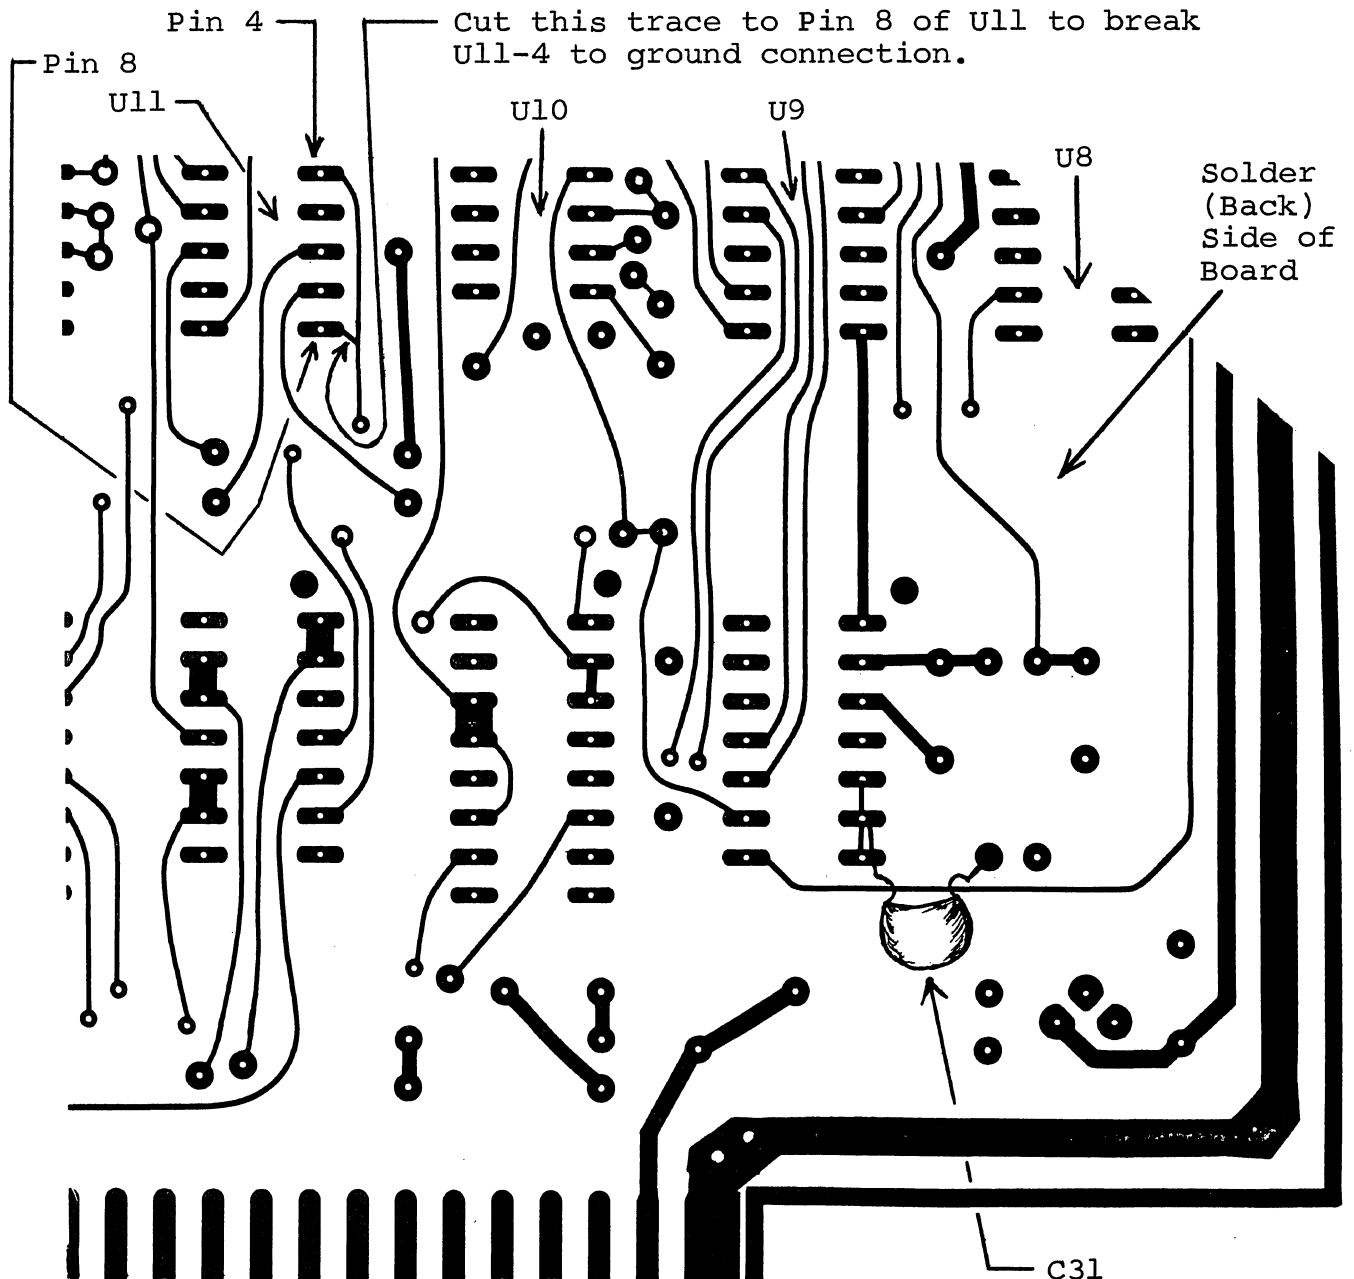 Pin 4
Cut this trace to Pin 8 of U11 to break
U11-4 to ground connection.
Pin 8
U11
U10
U9
U8
Solder
(Back)
Side of
Board
C31